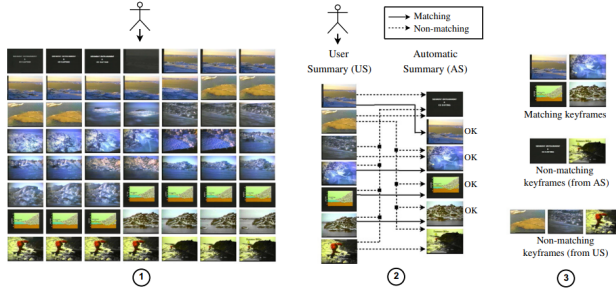 1
Matching
Non-matching
User
Summary (US)
Automatic
Summary (AS)
OK
OK
OK
OK
2
Matching keyframes
Non-matching
keyframes (from AS)
Non-matching
keyframes (from US)
3